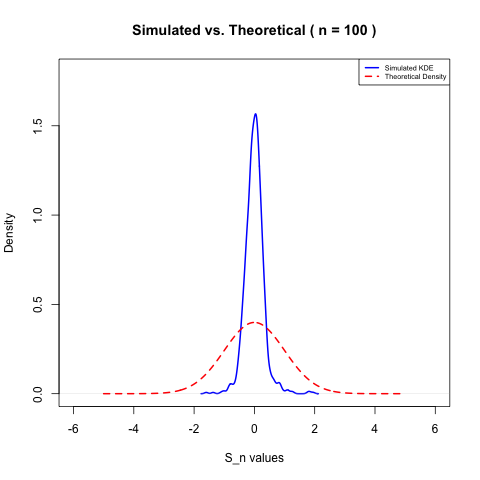 Simulated vs. Theoretical ( n = 100 )
Simulated KDE
Theoretical Density
Density
0.0
0.5
1.0
1.5
-6 -4 -2 0 2 4 6
S_n values